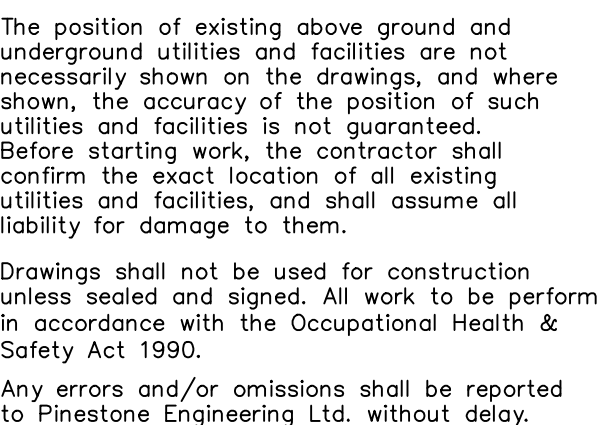 The position of existing above ground and
underground utilities and facilities are not
necessarily shown on the drawings, and where
shown, the accuracy of the position of such
utilities and facilities is not guaranteed.
Before starting work, the contractor shall
confirm the exact location of all existing
utilities and facilities, and shall assume all
liability for damage to them.
Drawings shall not be used for construction
unless sealed and signed. All work to be perform
in accordance with the Occupational Health &
Safety Act 1990.
Any errors and/or omissions shall be reported
to Pinestone Engineering Ltd. without delay.